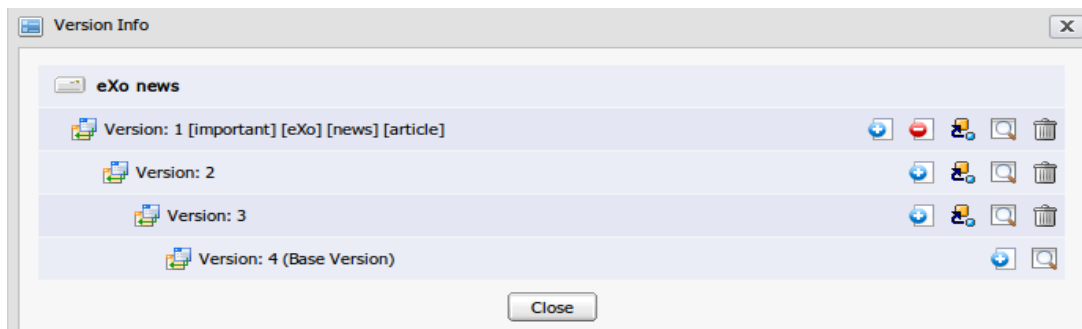 Version Info
eXo news
Version: 1 [important] [eXo] [news] [article]
Version: 2
Version: 3
Version: 4 (Base Version)
Close